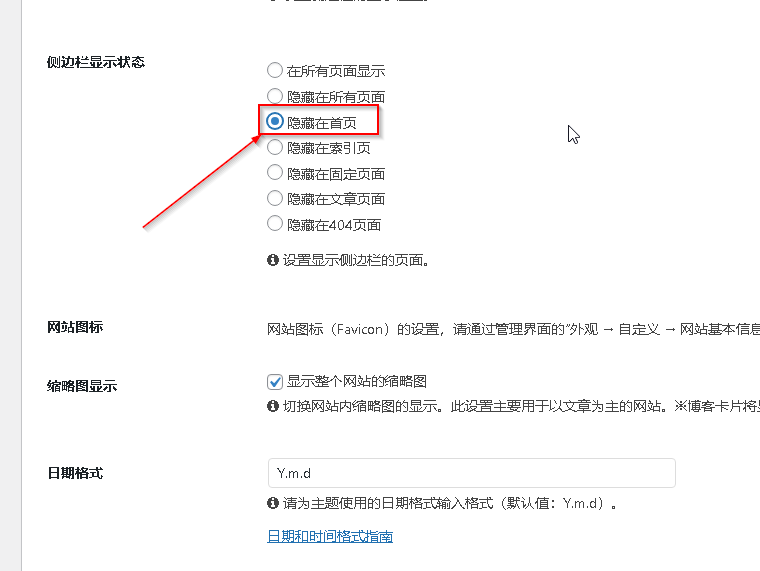 侧边栏显示状态
在所有页面显示
隐藏在所有页面
隐藏在首页
隐藏在索引页
隐藏在固定页面
隐藏在文章页面
隐藏在404页面
设置显示侧边栏的页面。
网站图标
网站图标（Favicon）的设置，请通过管理界面的“外观 → 自定义 → 网站基本信息
缩略图显示
显示整个网站的缩略图
切换网站内缩略图的显示。此设置主要用于以文章为主的网站。※博客卡片将
日期格式
Y.m.d
请为主题使用的日期格式输入格式（默认值：Y.m.d）。
日期和时间格式指南